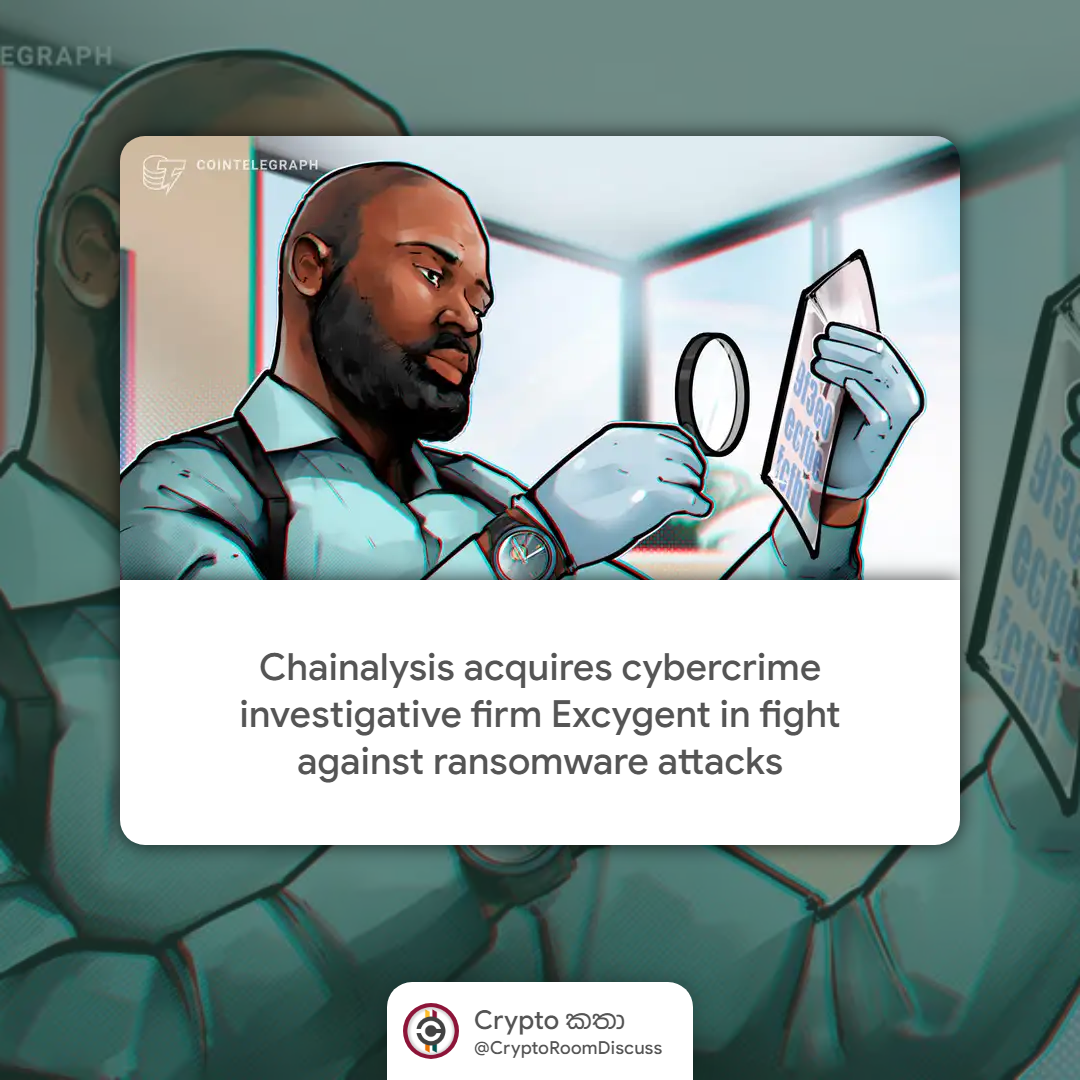 EGRAPH
COINTELEGRAPH
Chainalysis acquires cybercrime
investigative firm Excygent in fight
against ransomware attacks
Crypto කතා
@CryptoRoomDiscuss